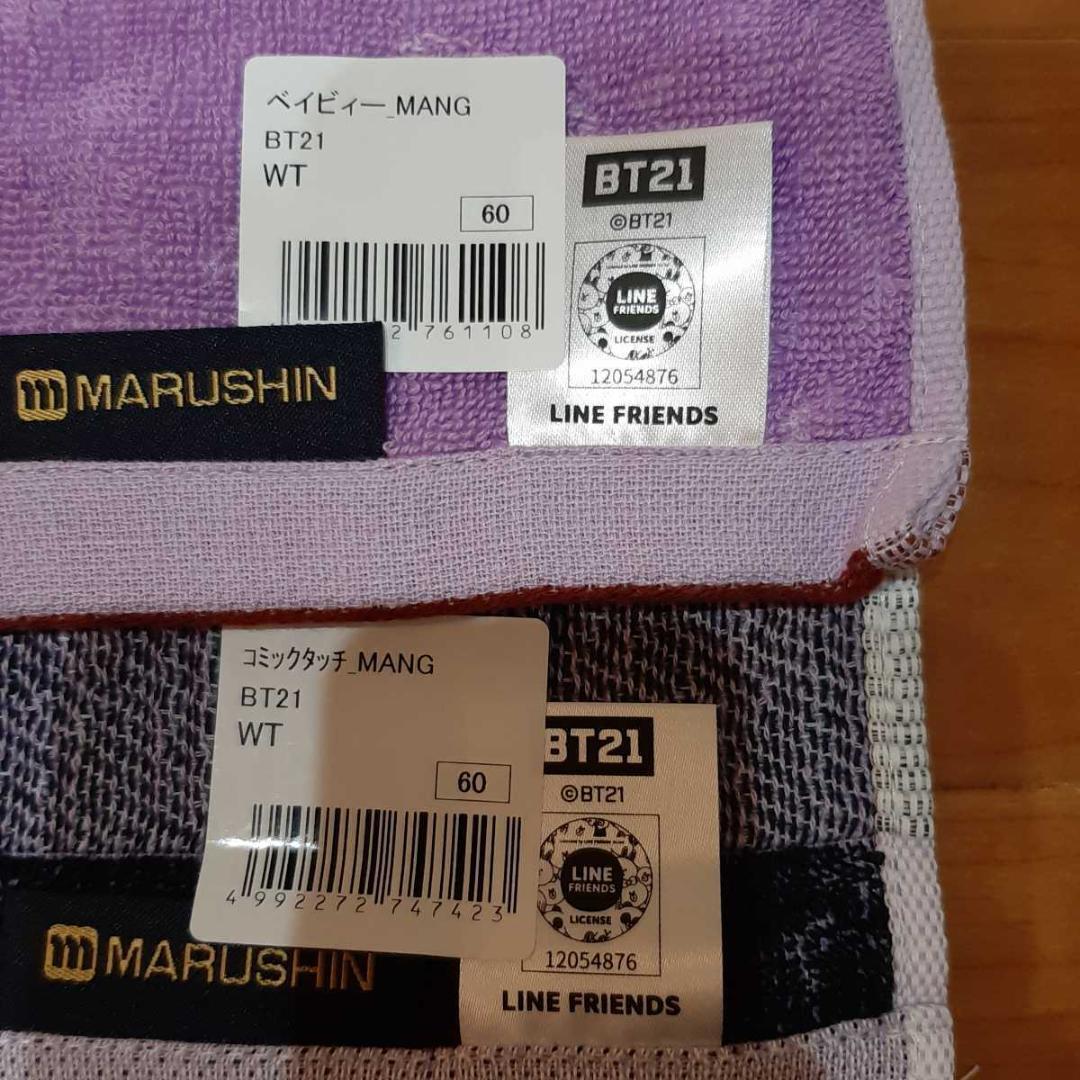 ベイビィー_MANG
BT21
WT
60
2 761108
MARUSHIN
BT21
©BT21
LINE
FRIENDS
LICENSE
12054876
LINE FRIENDS
コミックタッチ_MANG
BT21
WT
60
4 992272 747423
MARUSHIN
BT21
©BT21
LINE
FRIENDS
LICENSE
12054876
LINE FRIENDS